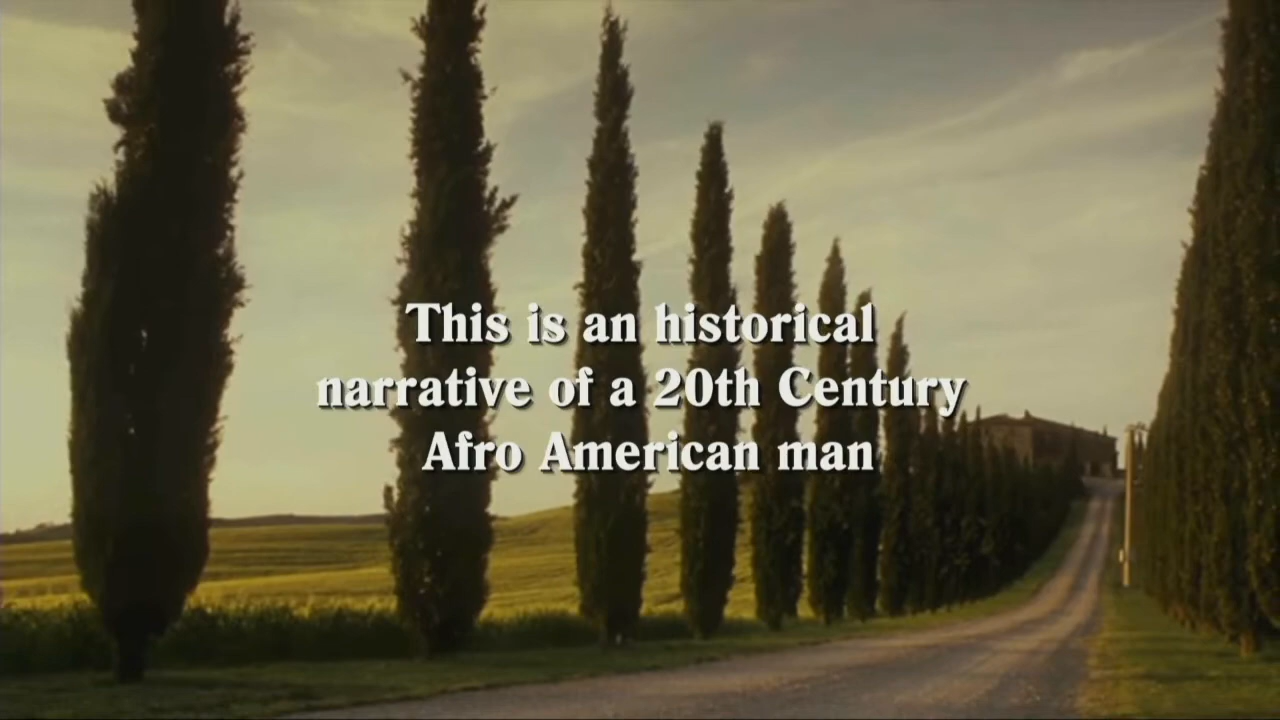 This is an historical
narrative of a 20th Century
Afro American man